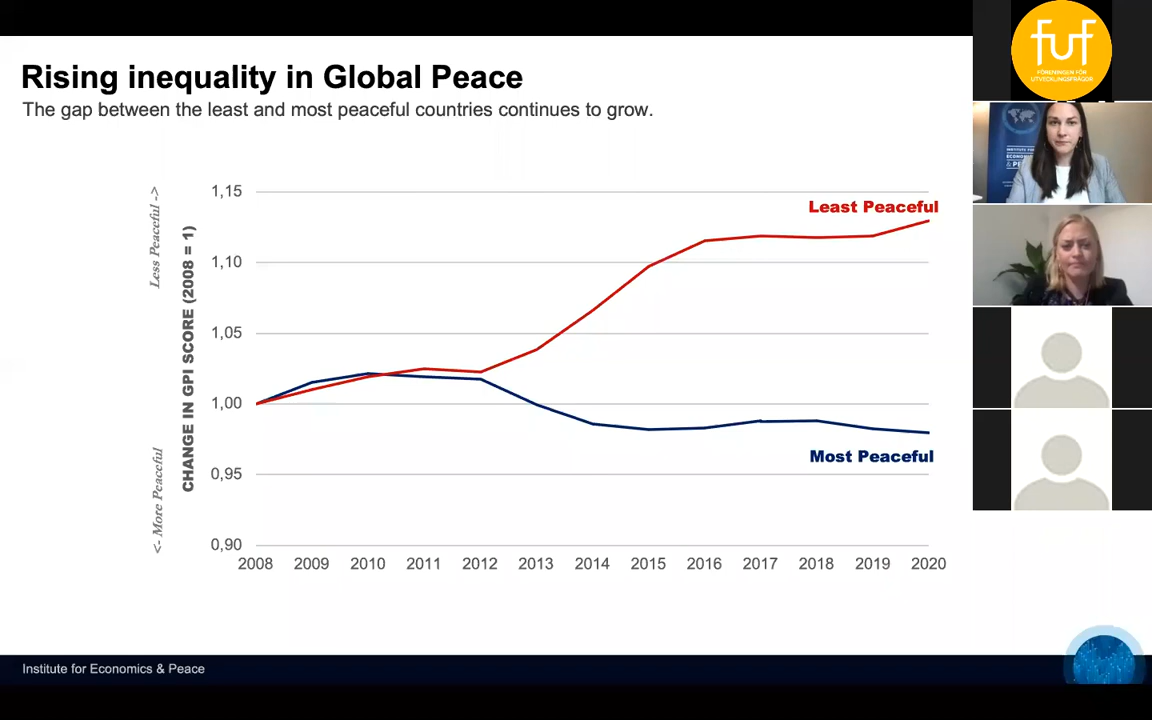 Rising inequality in Global Peace
The gap between the least and most peaceful countries continues to grow.
<- More Peaceful
Less Peaceful ->
CHANGE IN GPI SCORE (2008 = 1)
1,15
1,10
1,05
1,00
0,95
0,90
Least Peaceful
Most Peaceful
2008 2009 2010 2011 2012 2013 2014 2015 2016 2017 2018 2019 2020
Institute for Economics & Peace
fuf
FÖRENINGEN FÖR
UTVECKLINGSFRÅGOR